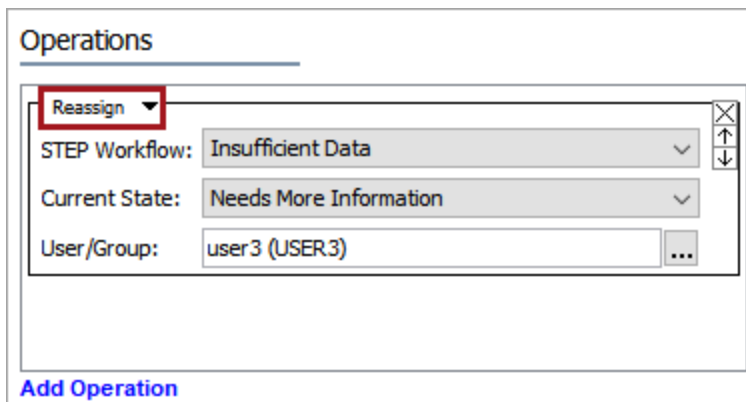 Operations
Reassign
STEP Workflow: Insufficient Data
Current State: Needs More Information
User/Group: user3 (USER3) ...
Add Operation